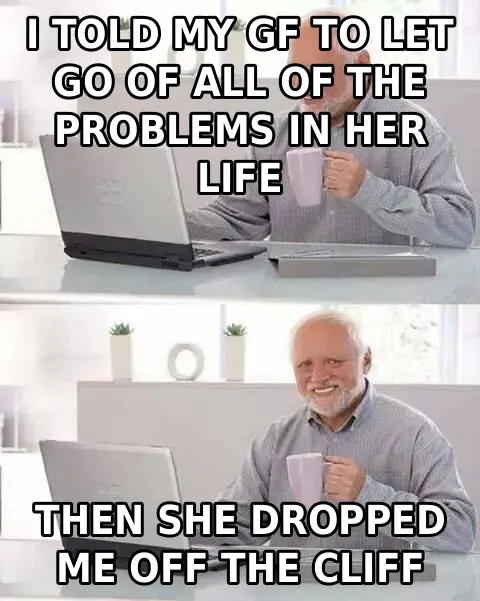 I TOLD MY GF TO LET
GO OF ALL OF THE
PROBLEMS IN HER
LIFE
THEN SHE DROPPED
ME OFF THE CLIFF